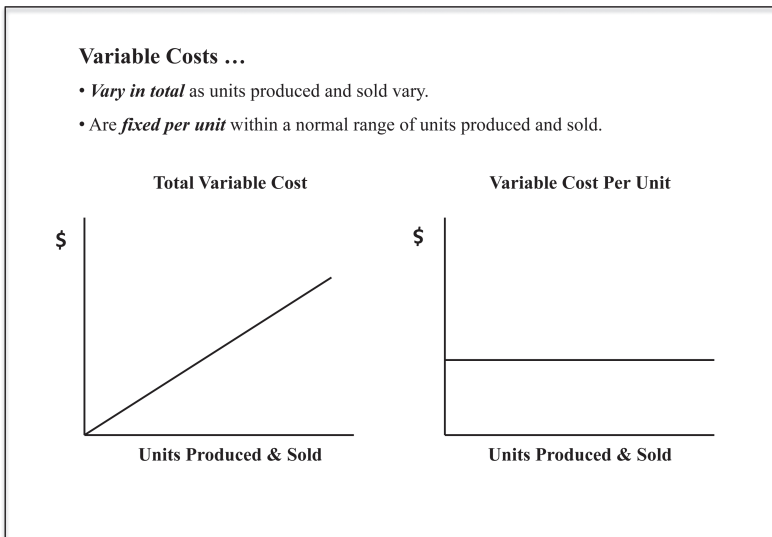 Variable Costs …
• Vary in total as units produced and sold vary.
• Are fixed per unit within a normal range of units produced and sold.
Total Variable Cost
Variable Cost Per Unit
$
$
Units Produced & Sold
Units Produced & Sold